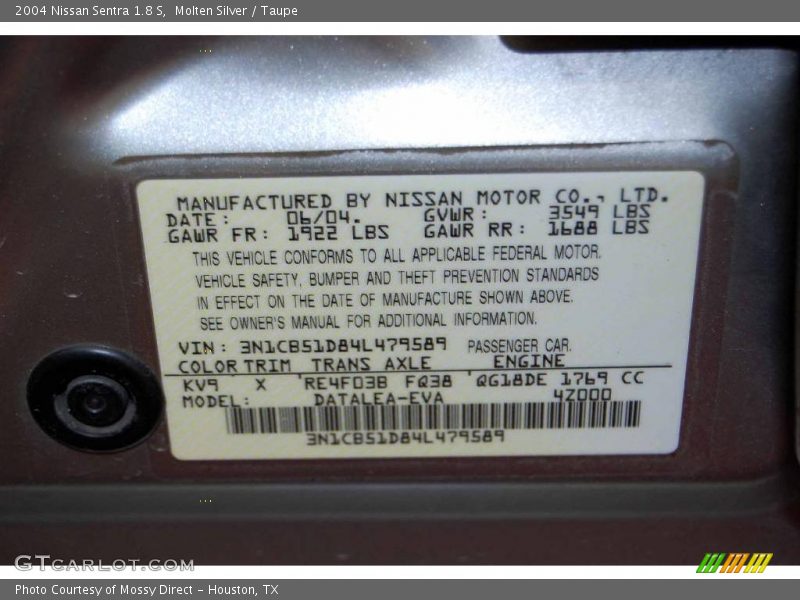 2004 Nissan Sentra 1.8 S,  Molten Silver / Taupe
MANUFACTURED BY NISSAN MOTOR CO., LTD.
DATE: 06/04. GVWR: 3549 LBS
GAWR FR: 1922 LBS GAWR RR: 1688 LBS
THIS VEHICLE CONFORMS TO ALL APPLICABLE FEDERAL MOTOR.
VEHICLE SAFETY, BUMPER AND THEFT PREVENTION STANDARDS
IN EFFECT ON THE DATE OF MANUFACTURE SHOWN ABOVE.
SEE OWNER'S MANUAL FOR ADDITIONAL INFORMATION.
VIN: 3N1CB51D84L479589 PASSENGER CAR.
COLOR TRIM TRANS AXLE ENGINE
KV9 X RE4F03B FQ38 QG18DE 1769 CC
MODEL: DATALEA-EVA 4Z000
3N1CB51D84L479589
GTCARLOT.COM
Photo Courtesy of Mossy Direct - Houston, TX